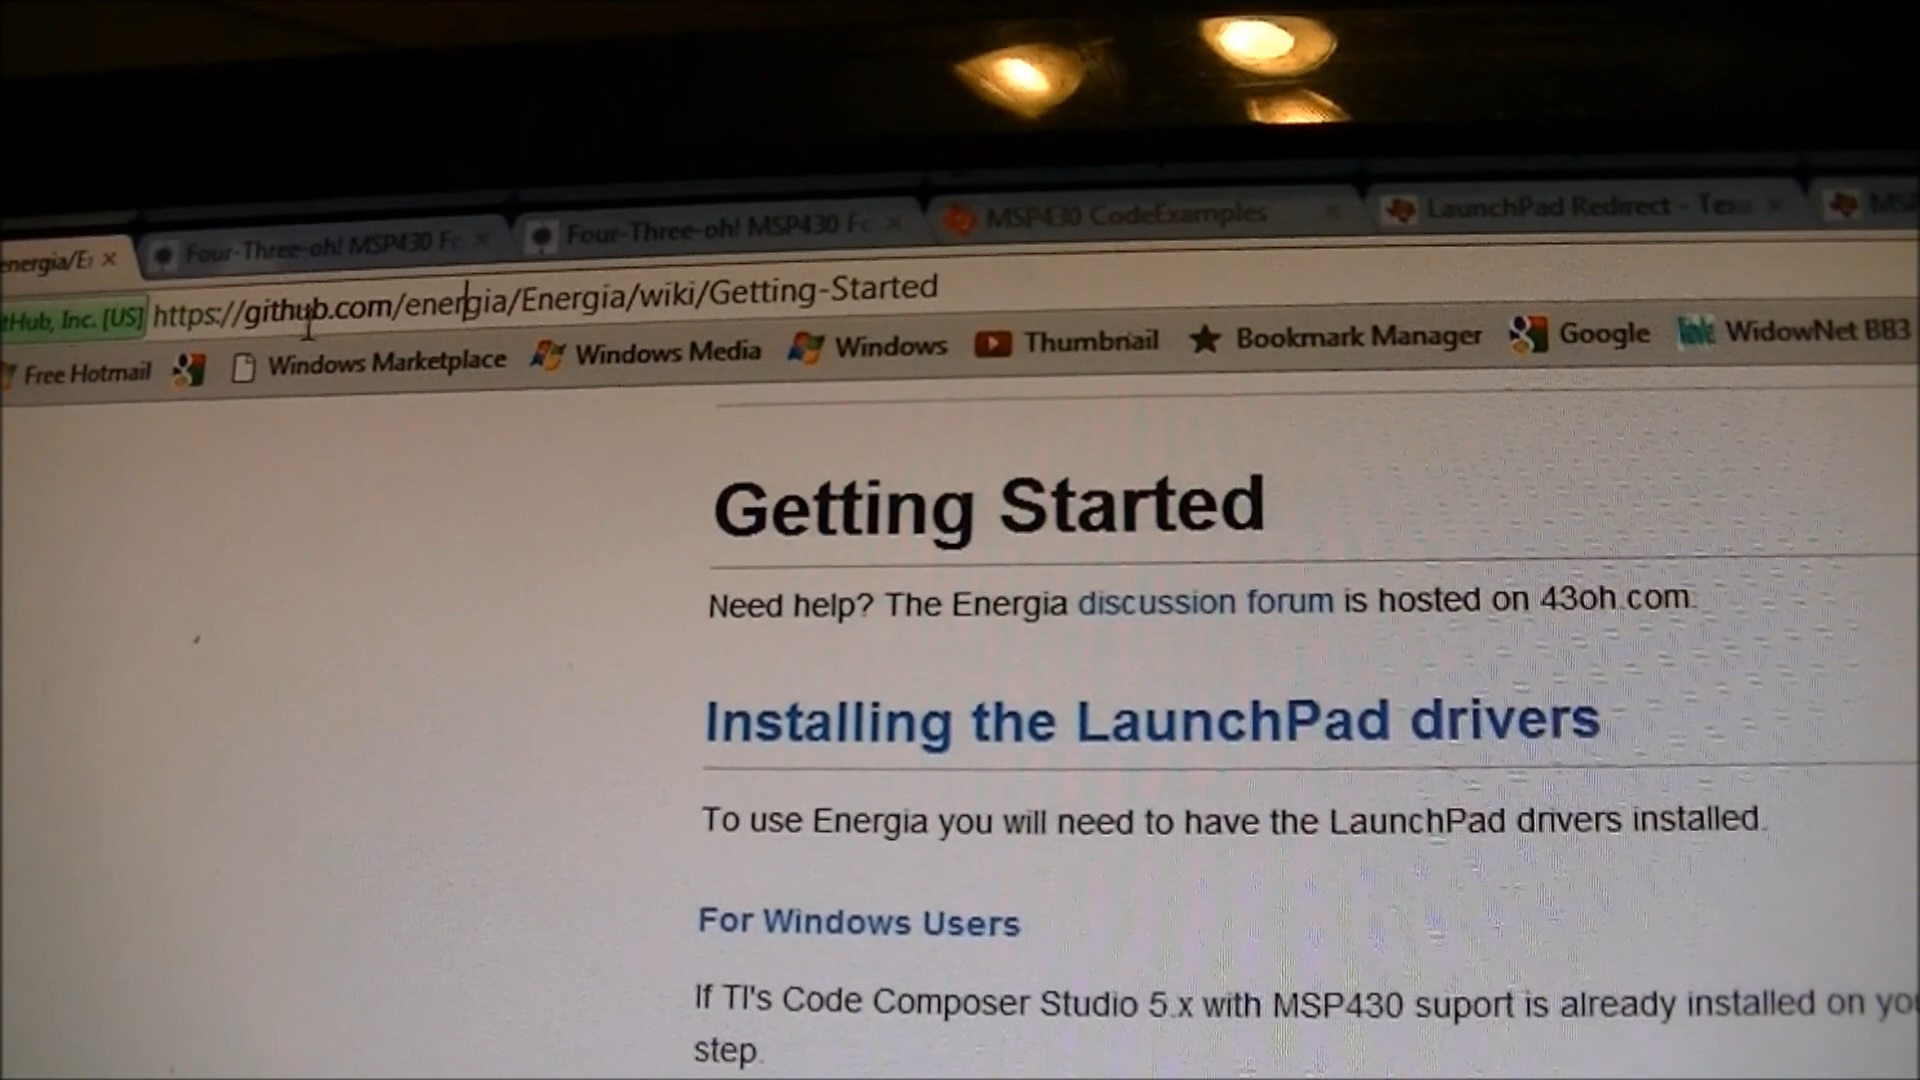 energia/E
Four-Three-oh! MSP430 Fo
Four-Three-oh! MSP430 Fo
MSP430 CodeExamples
LaunchPad Redirect - Texa
MSP
tHub, Inc. [US] https://github.com/energia/Energia/wiki/Getting-Started
Free Hotmail
Windows Marketplace
Windows Media
Windows
Thumbnail
Bookmark Manager
Google
WidowNet BB3
Getting Started
Need help? The Energia discussion forum is hosted on 43oh.com.
Installing the LaunchPad drivers
To use Energia you will need to have the LaunchPad drivers installed.
For Windows Users
If TI's Code Composer Studio 5.x with MSP430 suport is already installed on yo
step.